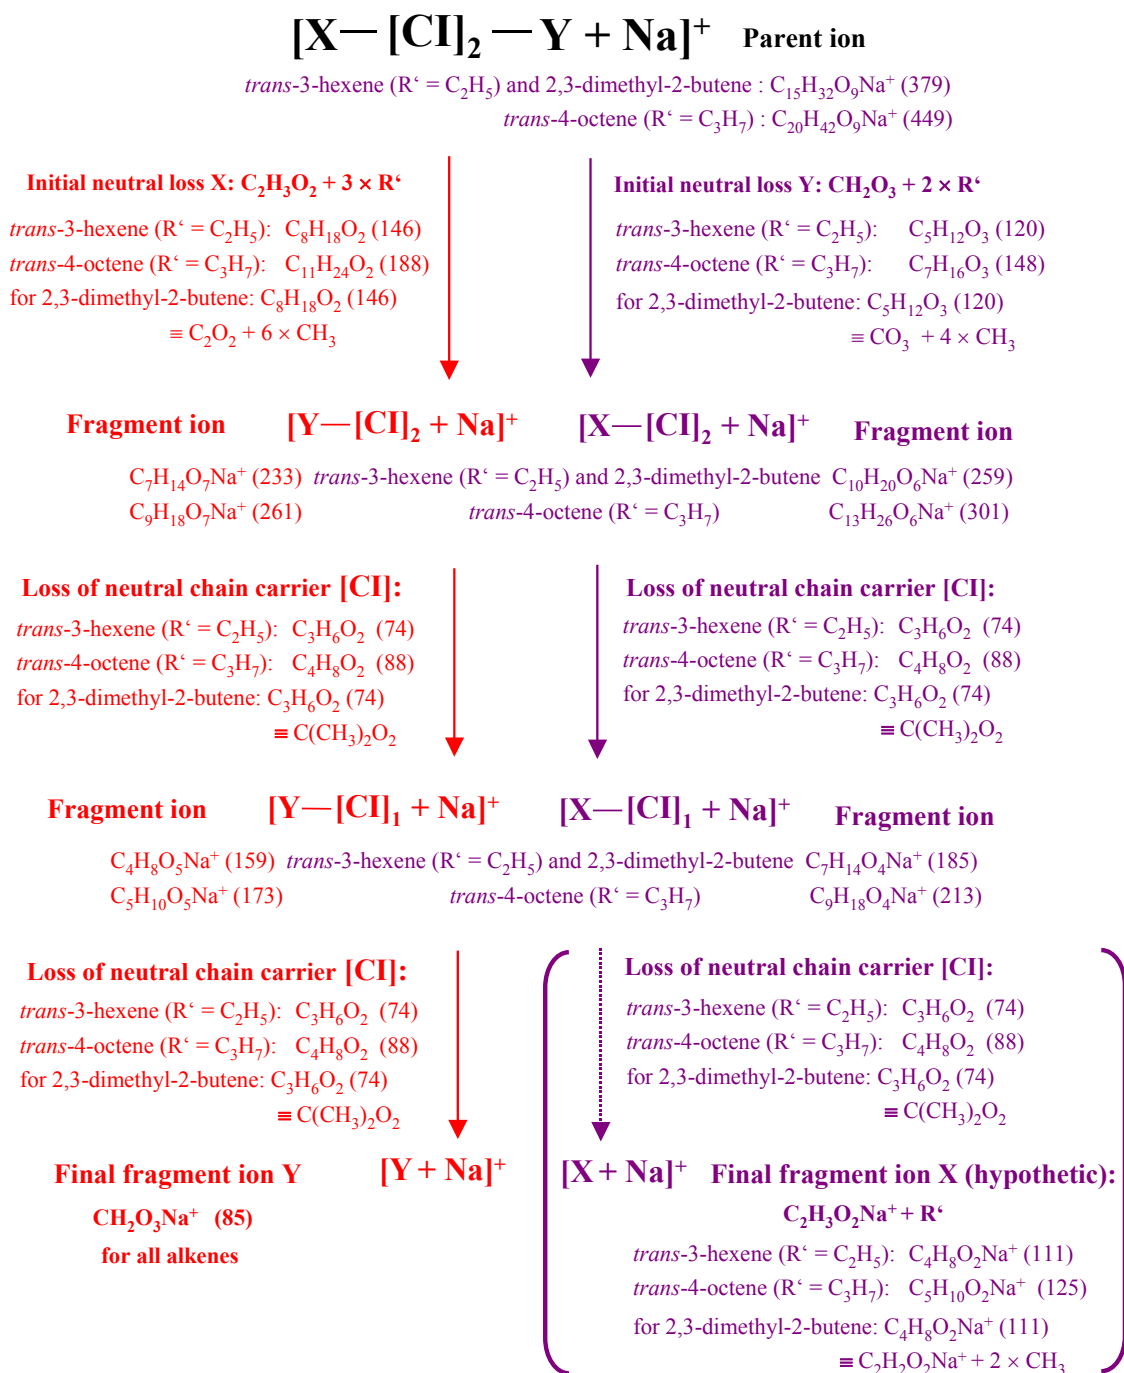 [X — [CI]₂ — Y + Na]⁺ Parent ion
trans-3-hexene (R‘ = C₂H₅) and 2,3-dimethyl-2-butene : C₁₅H₃₂O₉Na⁺ (379)
trans-4-octene (R‘ = C₃H₇) : C₂₀H₄₂O₉Na⁺ (449)
Initial neutral loss X: C₂H₃O₂ + 3 × R‘
trans-3-hexene (R‘ = C₂H₅): C₈H₁₈O₂ (146)
trans-4-octene (R‘ = C₃H₇): C₁₁H₂₄O₂ (188)
for 2,3-dimethyl-2-butene: C₈H₁₈O₂ (146)
≡ C₂O₂ + 6 × CH₃
Initial neutral loss Y: CH₂O₃ + 2 × R‘
trans-3-hexene (R‘ = C₂H₅): C₅H₁₂O₃ (120)
trans-4-octene (R‘ = C₃H₇): C₇H₁₆O₃ (148)
for 2,3-dimethyl-2-butene: C₅H₁₂O₃ (120)
≡ CO₃ + 4 × CH₃
Fragment ion [Y—[CI]₂ + Na]⁺ [X—[CI]₂ + Na]⁺ Fragment ion
C₇H₁₄O₇Na⁺ (233) trans-3-hexene (R‘ = C₂H₅) and 2,3-dimethyl-2-butene C₁₀H₂₀O₆Na⁺ (259)
C₉H₁₈O₇Na⁺ (261) trans-4-octene (R‘ = C₃H₇) C₁₃H₂₆O₆Na⁺ (301)
Loss of neutral chain carrier [CI]:
trans-3-hexene (R‘ = C₂H₅): C₃H₆O₂ (74)
trans-4-octene (R‘ = C₃H₇): C₄H₈O₂ (88)
for 2,3-dimethyl-2-butene: C₃H₆O₂ (74)
≡ C(CH₃)₂O₂
Loss of neutral chain carrier [CI]:
trans-3-hexene (R‘ = C₂H₅): C₃H₆O₂ (74)
trans-4-octene (R‘ = C₃H₇): C₄H₈O₂ (88)
for 2,3-dimethyl-2-butene: C₃H₆O₂ (74)
≡ C(CH₃)₂O₂
Fragment ion [Y—[CI]₁ + Na]⁺ [X—[CI]₁ + Na]⁺ Fragment ion
C₄H₈O₅Na⁺ (159) trans-3-hexene (R‘ = C₂H₅) and 2,3-dimethyl-2-butene C₇H₁₄O₄Na⁺ (185)
C₅H₁₀O₅Na⁺ (173) trans-4-octene (R‘ = C₃H₇) C₉H₁₈O₄Na⁺ (213)
Loss of neutral chain carrier [CI]:
trans-3-hexene (R‘ = C₂H₅): C₃H₆O₂ (74)
trans-4-octene (R‘ = C₃H₇): C₄H₈O₂ (88)
for 2,3-dimethyl-2-butene: C₃H₆O₂ (74)
≡ C(CH₃)₂O₂
Loss of neutral chain carrier [CI]:
trans-3-hexene (R‘ = C₂H₅): C₃H₆O₂ (74)
trans-4-octene (R‘ = C₃H₇): C₄H₈O₂ (88)
for 2,3-dimethyl-2-butene: C₃H₆O₂ (74)
≡ C(CH₃)₂O₂
Final fragment ion Y [Y + Na]⁺
CH₂O₃Na⁺ (85)
for all alkenes
[X + Na]⁺ Final fragment ion X (hypothetic):
C₂H₃O₂Na⁺ + R‘
trans-3-hexene (R‘ = C₂H₅): C₄H₈O₂Na⁺ (111)
trans-4-octene (R‘ = C₃H₇): C₅H₁₀O₂Na⁺ (125)
for 2,3-dimethyl-2-butene: C₄H₈O₂Na⁺ (111)
≡ C₂H₂O₂Na⁺ + 2 × CH₃